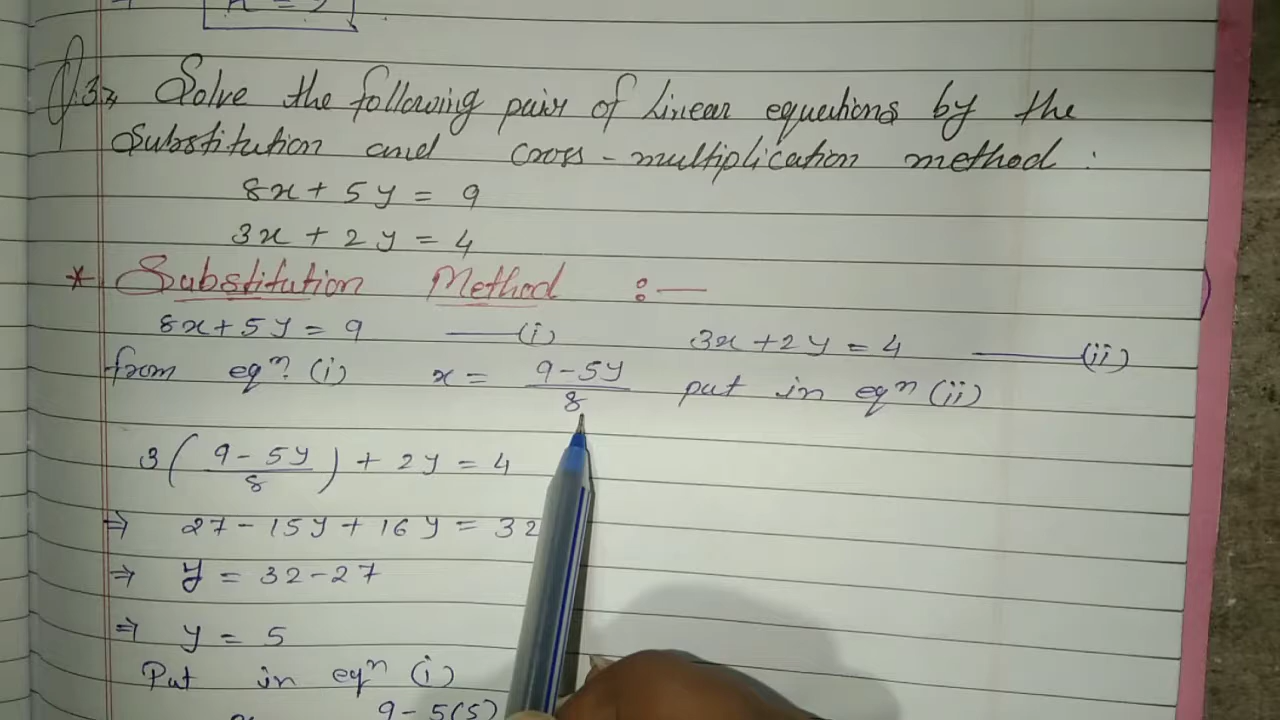 Q.3⇒ Solve the following pair of linear equations by the
Substitution and cross-multiplication method :
8x + 5y = 9
3x + 2y = 4
* Substitution Method :—
8x + 5y = 9 ——(i) 3x + 2y = 4 ——(ii)
from eqn. (i) x = (9 - 5y)/8 put in eqn (ii)
3((9 - 5y)/8) + 2y = 4
⇒ 27 - 15y + 16y = 32
⇒ y = 32 - 27
⇒ y = 5
Put in eqn (i)
9 - 5(5)